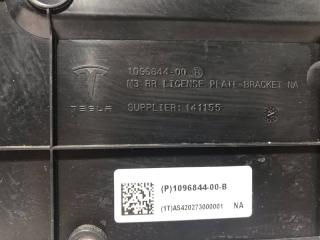 1096844-00 B
M3 RR LICENSE PLATE BRACKET NA
TESLA
SUPPLIER:141155
(P)1096844-00-B
(1T)AS420273000001 NA